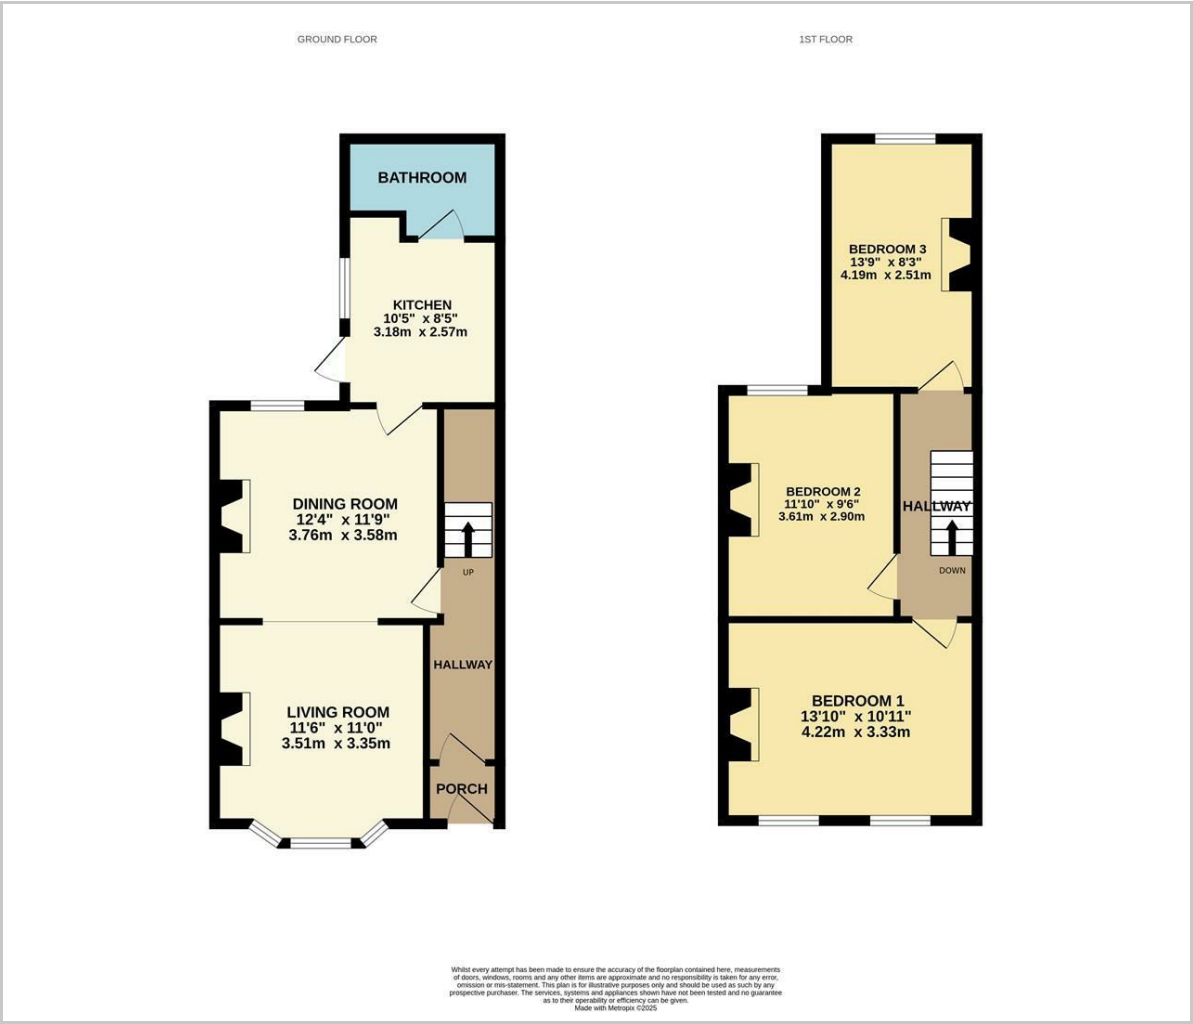 GROUND FLOOR
1ST FLOOR
BATHROOM
KITCHEN
10'5" x 8'5"
3.18m x 2.57m
DINING ROOM
12'4" x 11'9"
3.76m x 3.58m
UP
HALLWAY
LIVING ROOM
11'6" x 11'0"
3.51m x 3.35m
PORCH
BEDROOM 3
13'9" x 8'3"
4.19m x 2.51m
BEDROOM 2
11'10" x 9'6"
3.61m x 2.90m
HALLWAY
DOWN
BEDROOM 1
13'10" x 10'11"
4.22m x 3.33m
Whilst every attempt has been made to ensure the accuracy of the floorplan contained here, measurements
of doors, windows, rooms and any other items are approximate and no responsibility is taken for any error,
omission or mis-statement. This plan is for illustrative purposes only and should be used as such by any
prospective purchaser. The services, systems and appliances shown have not been tested and no guarantee
as to their operability or efficiency can be given.
Made with Metropix ©2025